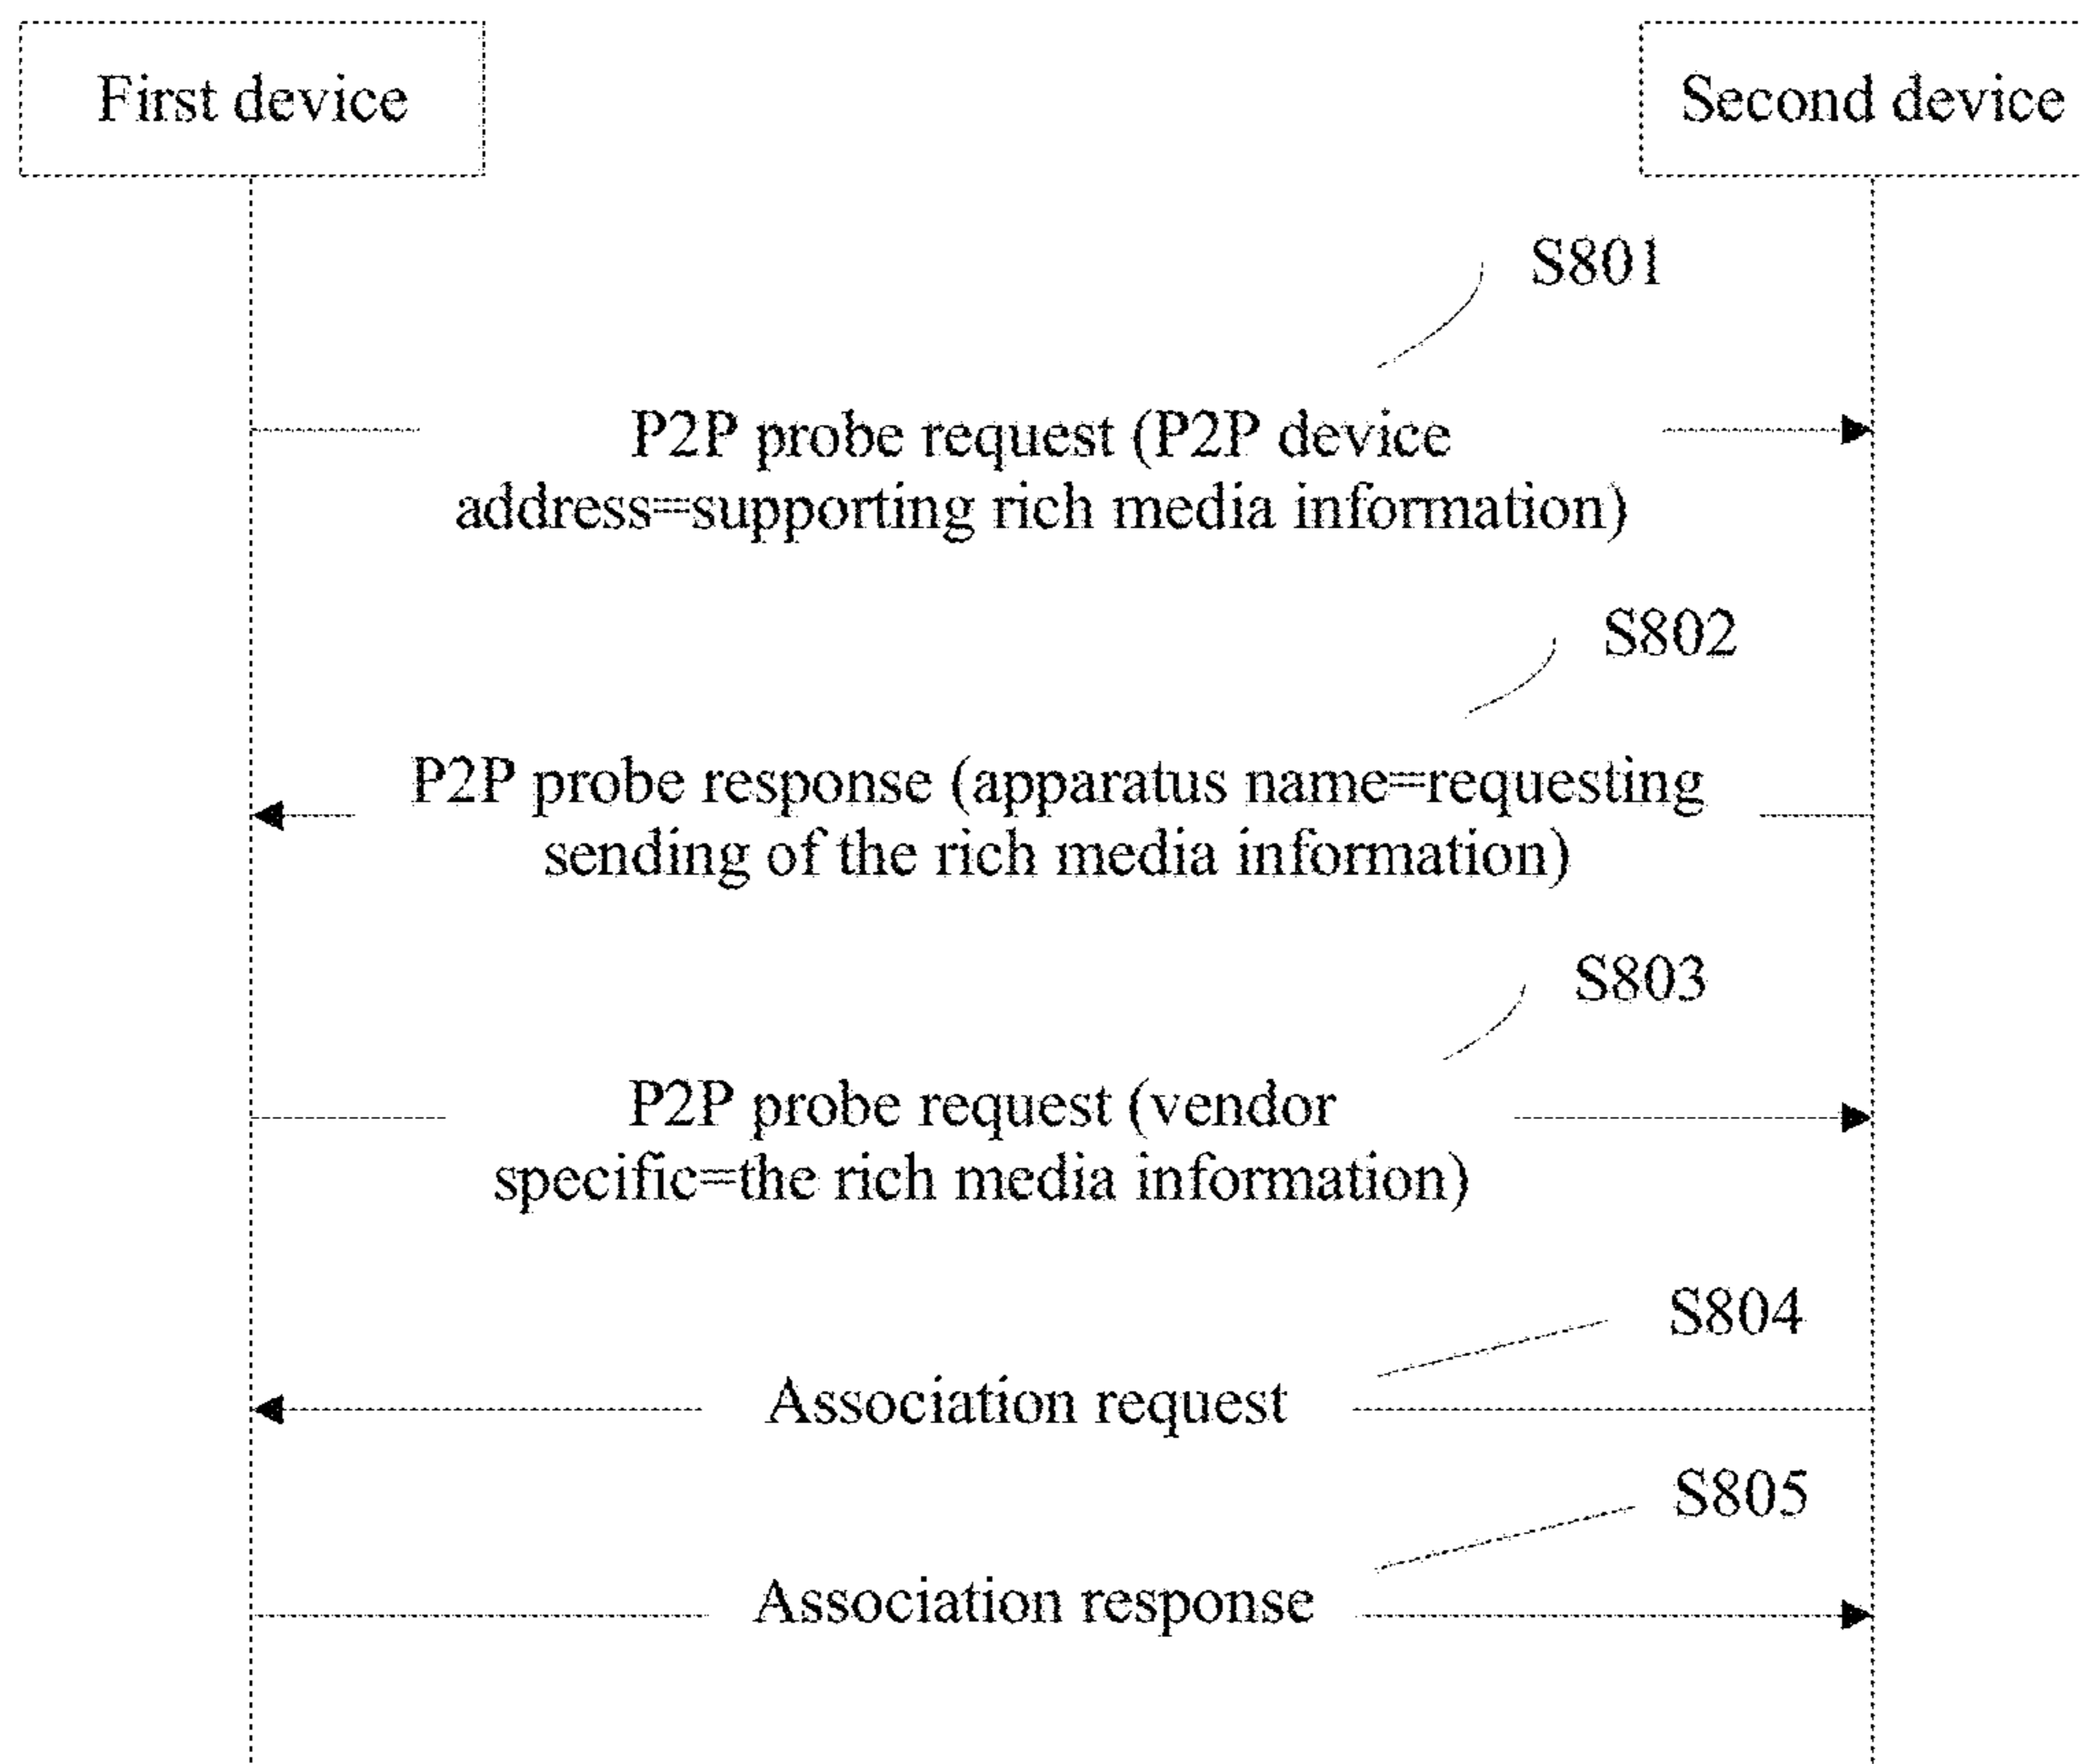 First device
Second device
S801
P2P probe request (P2P device
address=supporting rich media information)
S802
P2P probe response (apparatus name=requesting
sending of the rich media information)
S803
P2P probe request (vendor
specific=the rich media information)
S804
Association request
S805
Association response